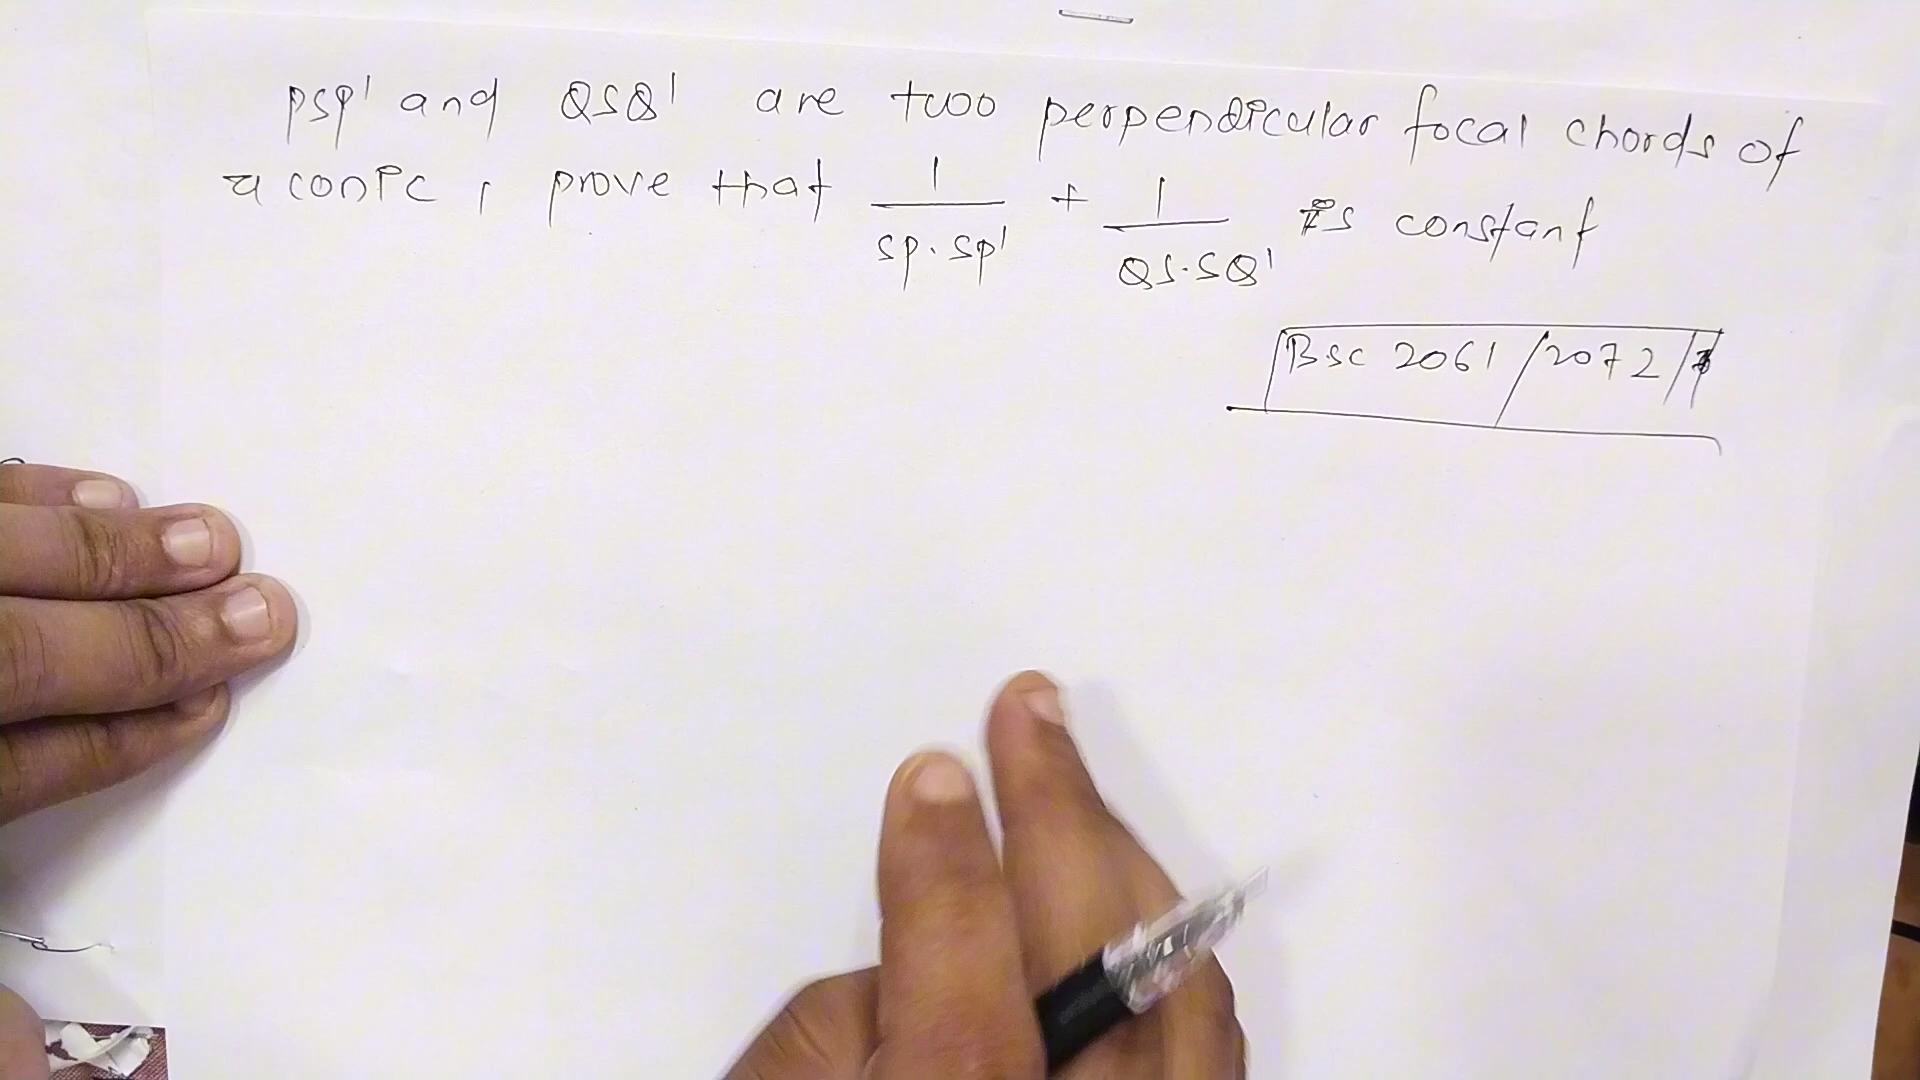 PSP' and QSQ' are two perpendicular focal chords of
a conic, prove that 1/SP.SP' + 1/QS.SQ' is constant
BSC 2061 / 2072 /